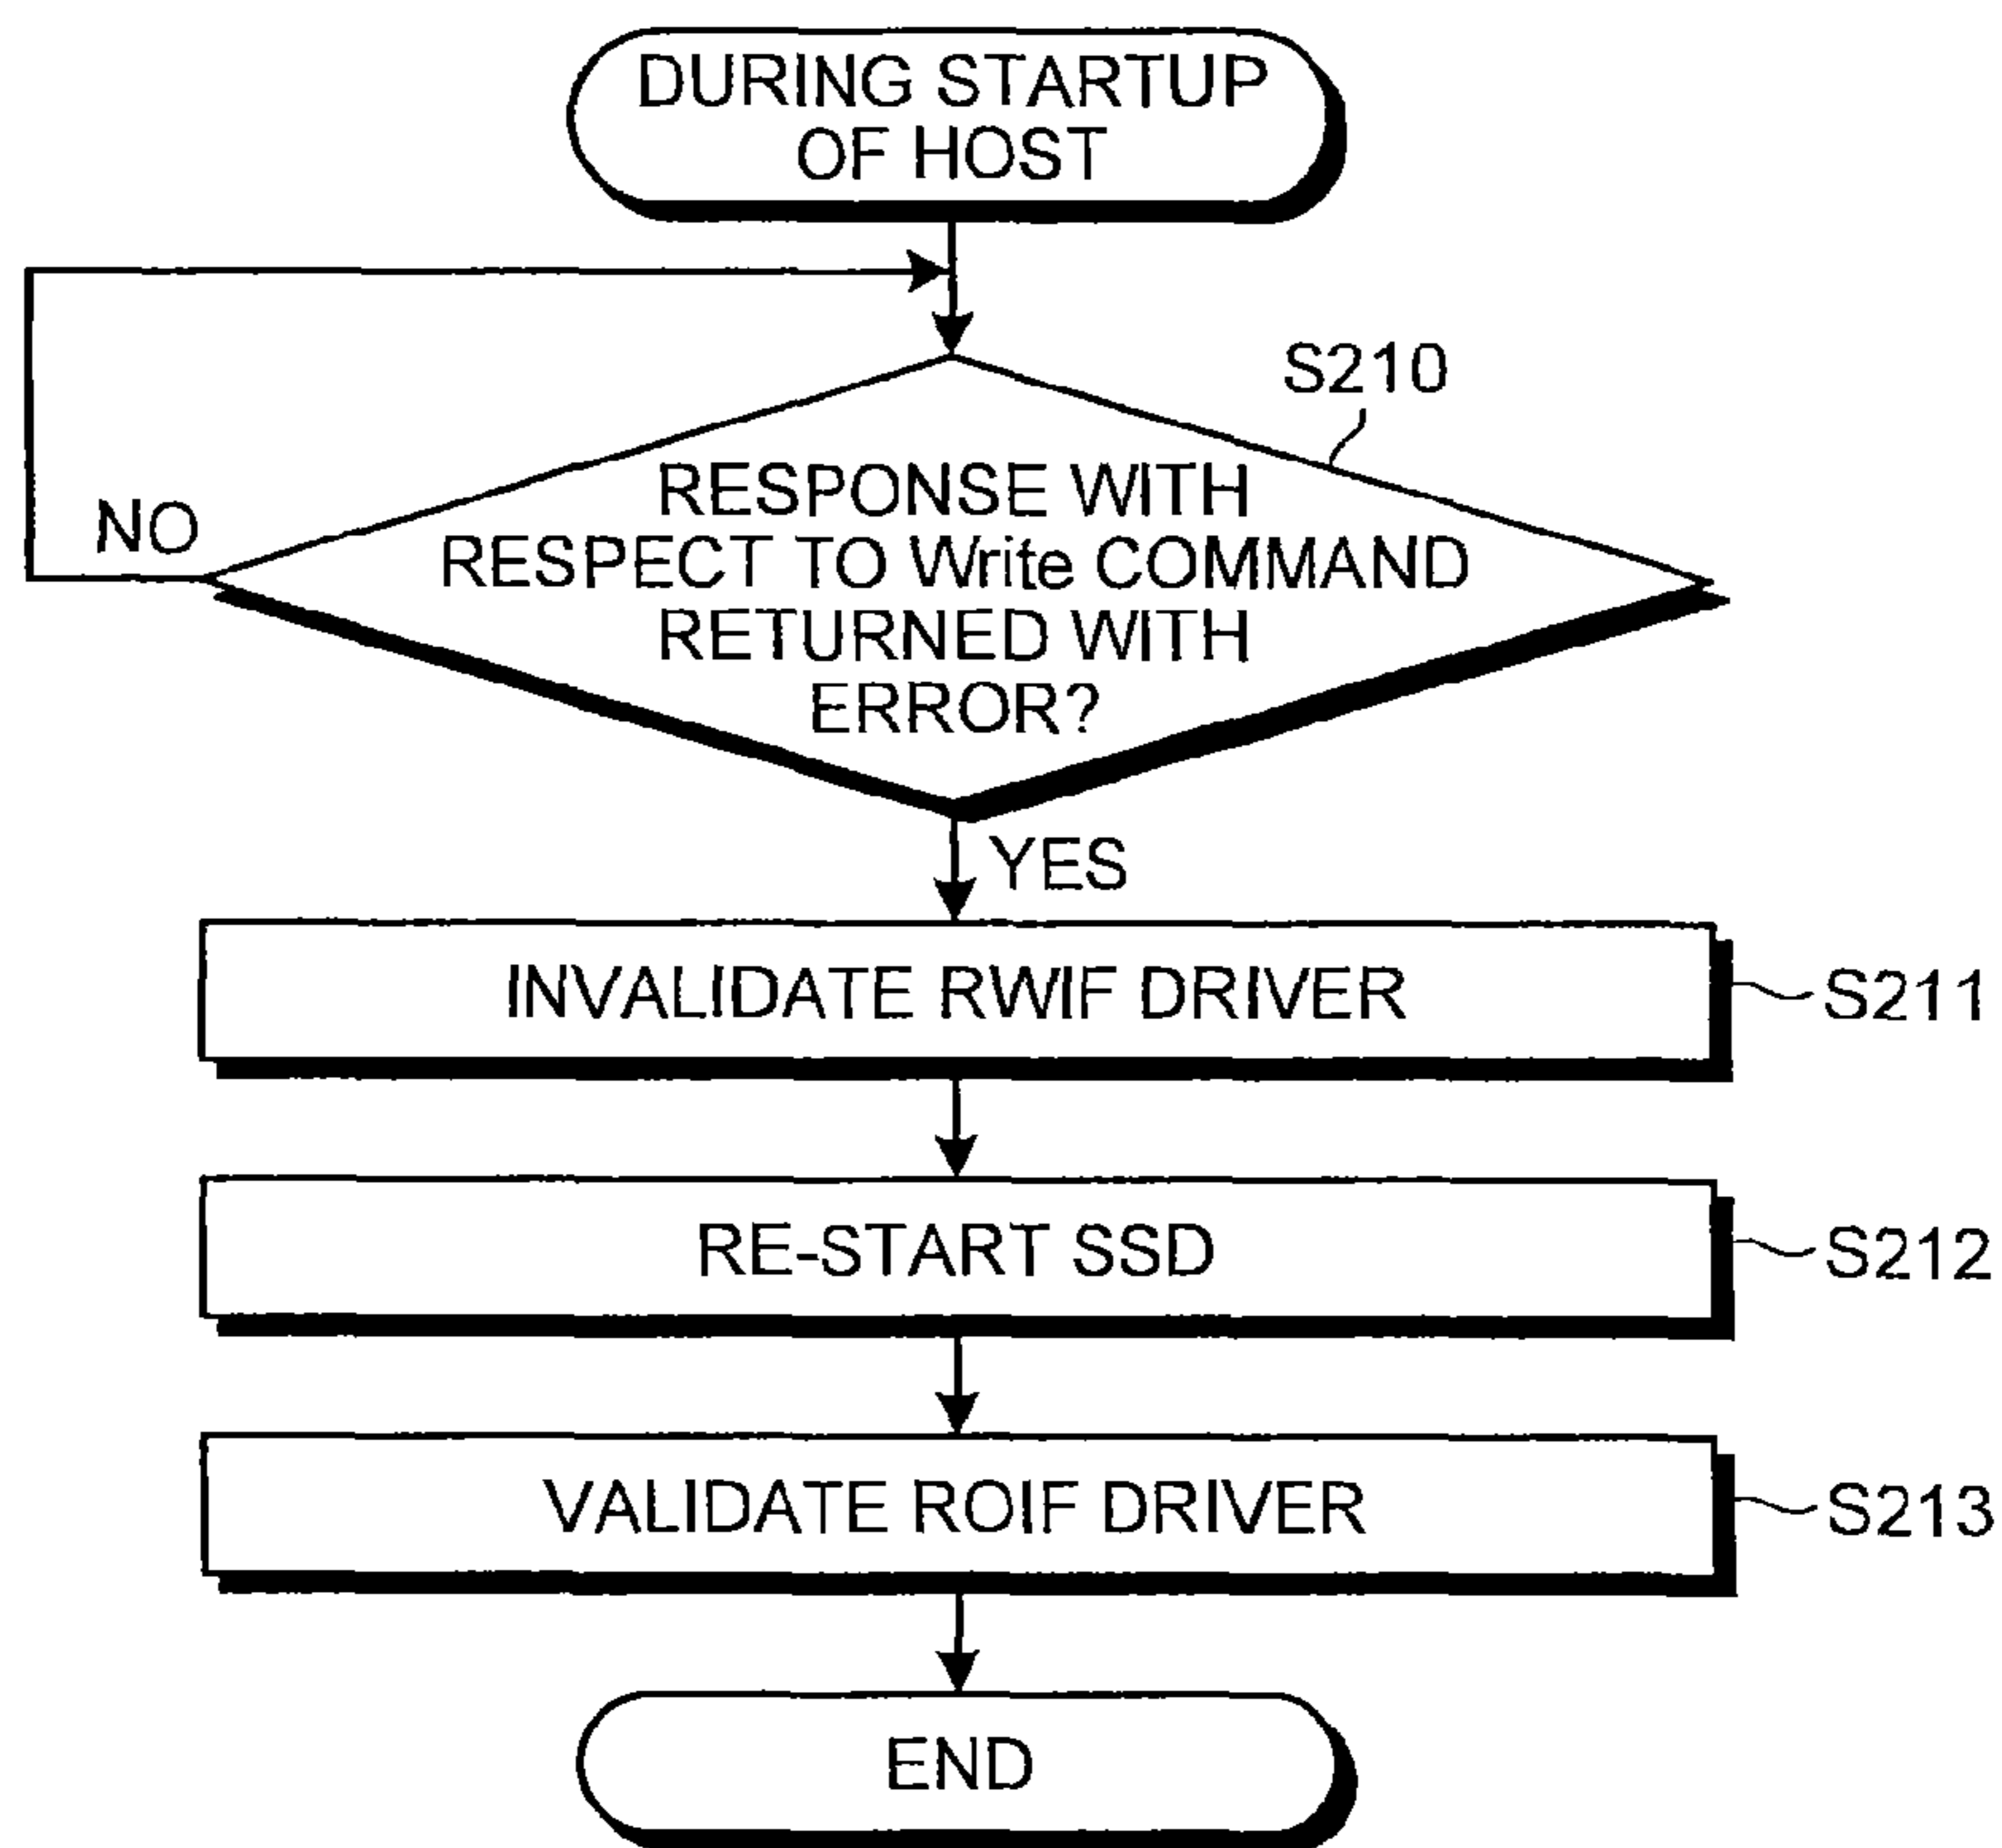 DURING STARTUP
OF HOST
S210
NO
RESPONSE WITH
RESPECT TO Write COMMAND
RETURNED WITH
ERROR?
YES
INVALIDATE RWIF DRIVER
S211
RE-START SSD
S212
VALIDATE ROIF DRIVER
S213
END